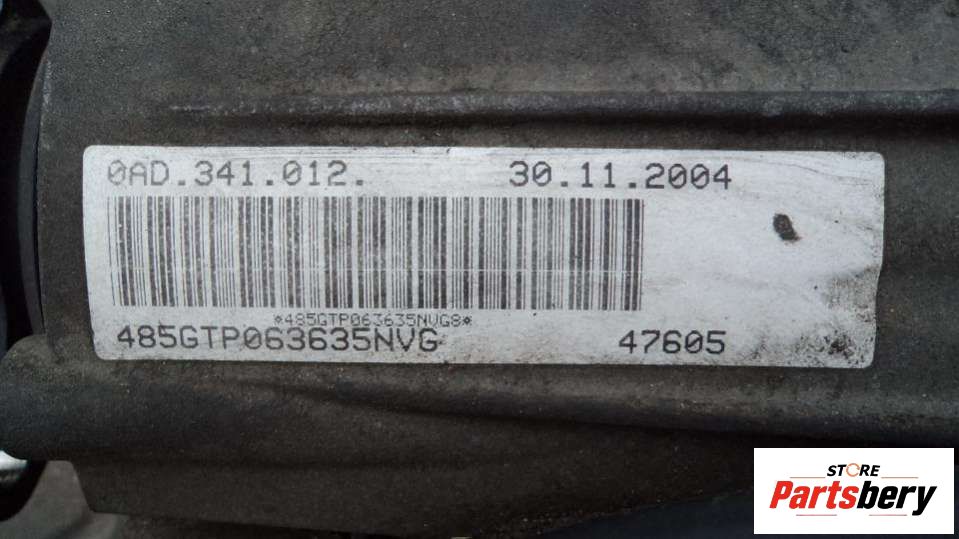 0AD.341.012. 30.11.2004
*485GTP063635NVG8*
485GTP063635NVG 47605
STORE
Partsbery